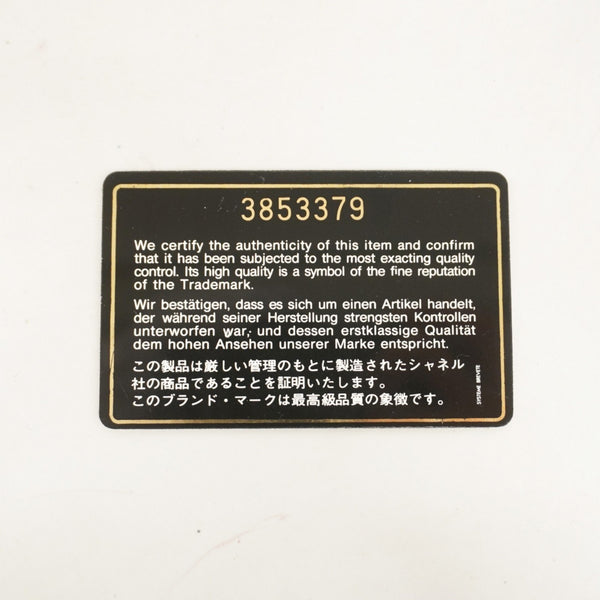 3853379
We certify the authenticity of this item and confirm
that it has been subjected to the most exacting quality
control. Its high quality is a symbol of the fine reputation
of the Trademark.
Wir bestätigen, dass es sich um einen Artikel handelt,
der während seiner Herstellung strengsten Kontrollen
unterworfen war, und dessen erstklassige Qualität
dem hohen Ansehen unserer Marke entspricht.
この製品は厳しい管理のもとに製造されたシャネル
社の商品であることを証明いたします。
このブランド・マークは最高級品質の象徴です。
SYSTEME BREVETE